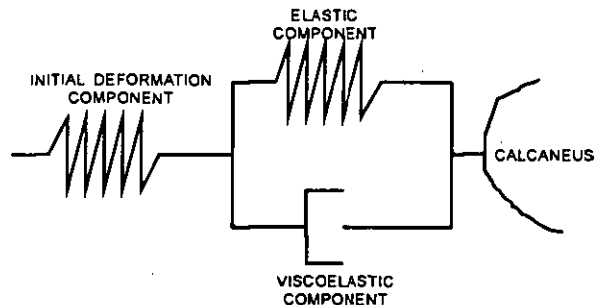 ELASTIC
COMPONENT
INITIAL DEFORMATION
COMPONENT
CALCANEUS
VISCOELASTIC
COMPONENT